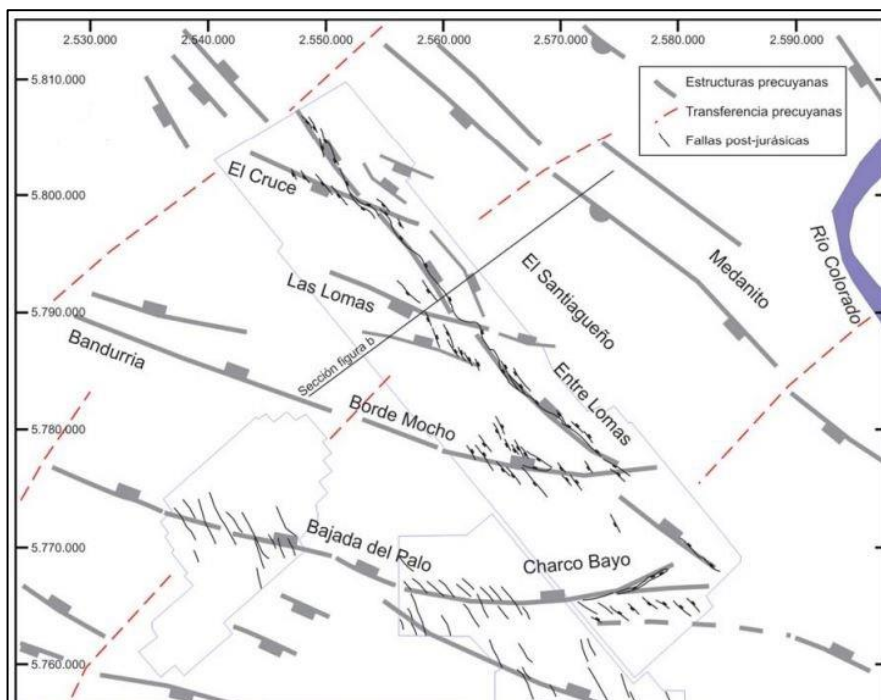 2.530.000 2.540.000 2.550.000 2.560.000 2.570.000 2.580.000 2.590.000
5.810.000
5.800.000
5.790.000
5.780.000
5.770.000
5.760.000
Estructuras precuyanas
Transferencia precuyanas
Fallas post-jurásicas
El Cruce
Las Lomas
Bandurria
Sección figura b
El Santiagueño
Medanito
Río Colorado
Entre Lomas
Borde Mocho
Bajada del Palo
Charco Bayo